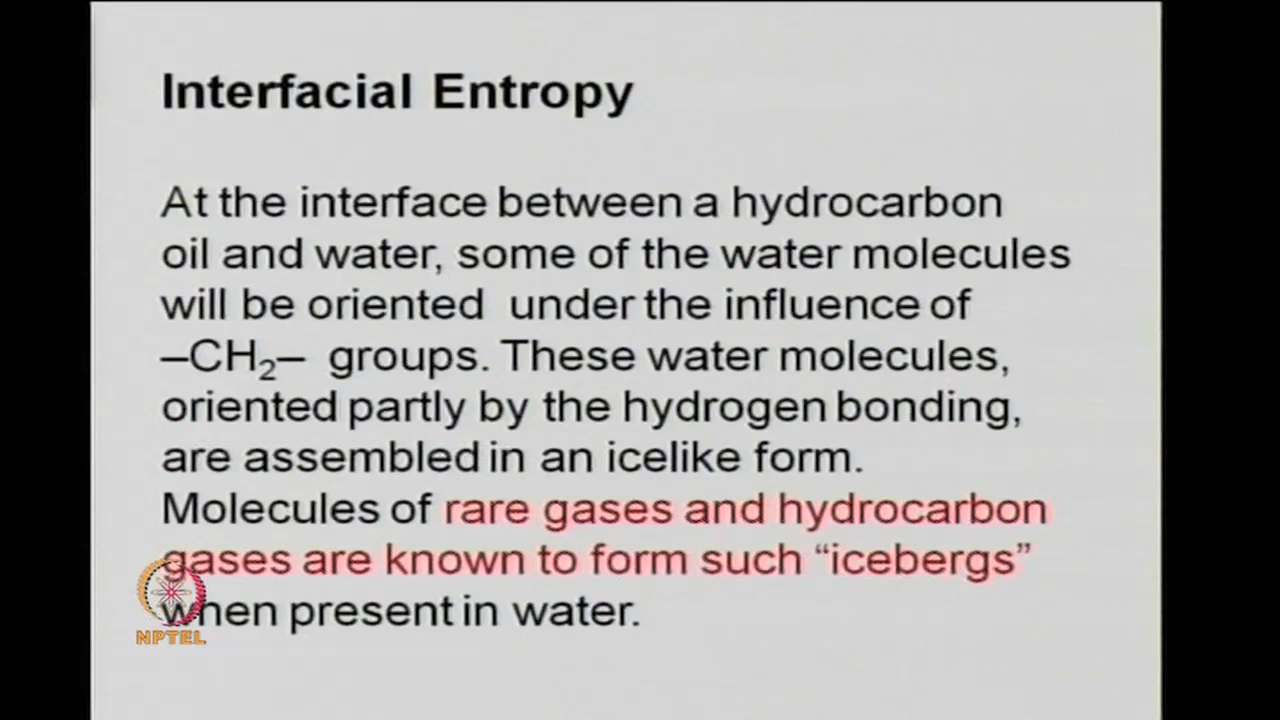 Interfacial Entropy
At the interface between a hydrocarbon
oil and water, some of the water molecules
will be oriented under the influence of
–CH₂– groups. These water molecules,
oriented partly by the hydrogen bonding,
are assembled in an icelike form.
Molecules of rare gases and hydrocarbon
gases are known to form such “icebergs”
when present in water.
NPTEL